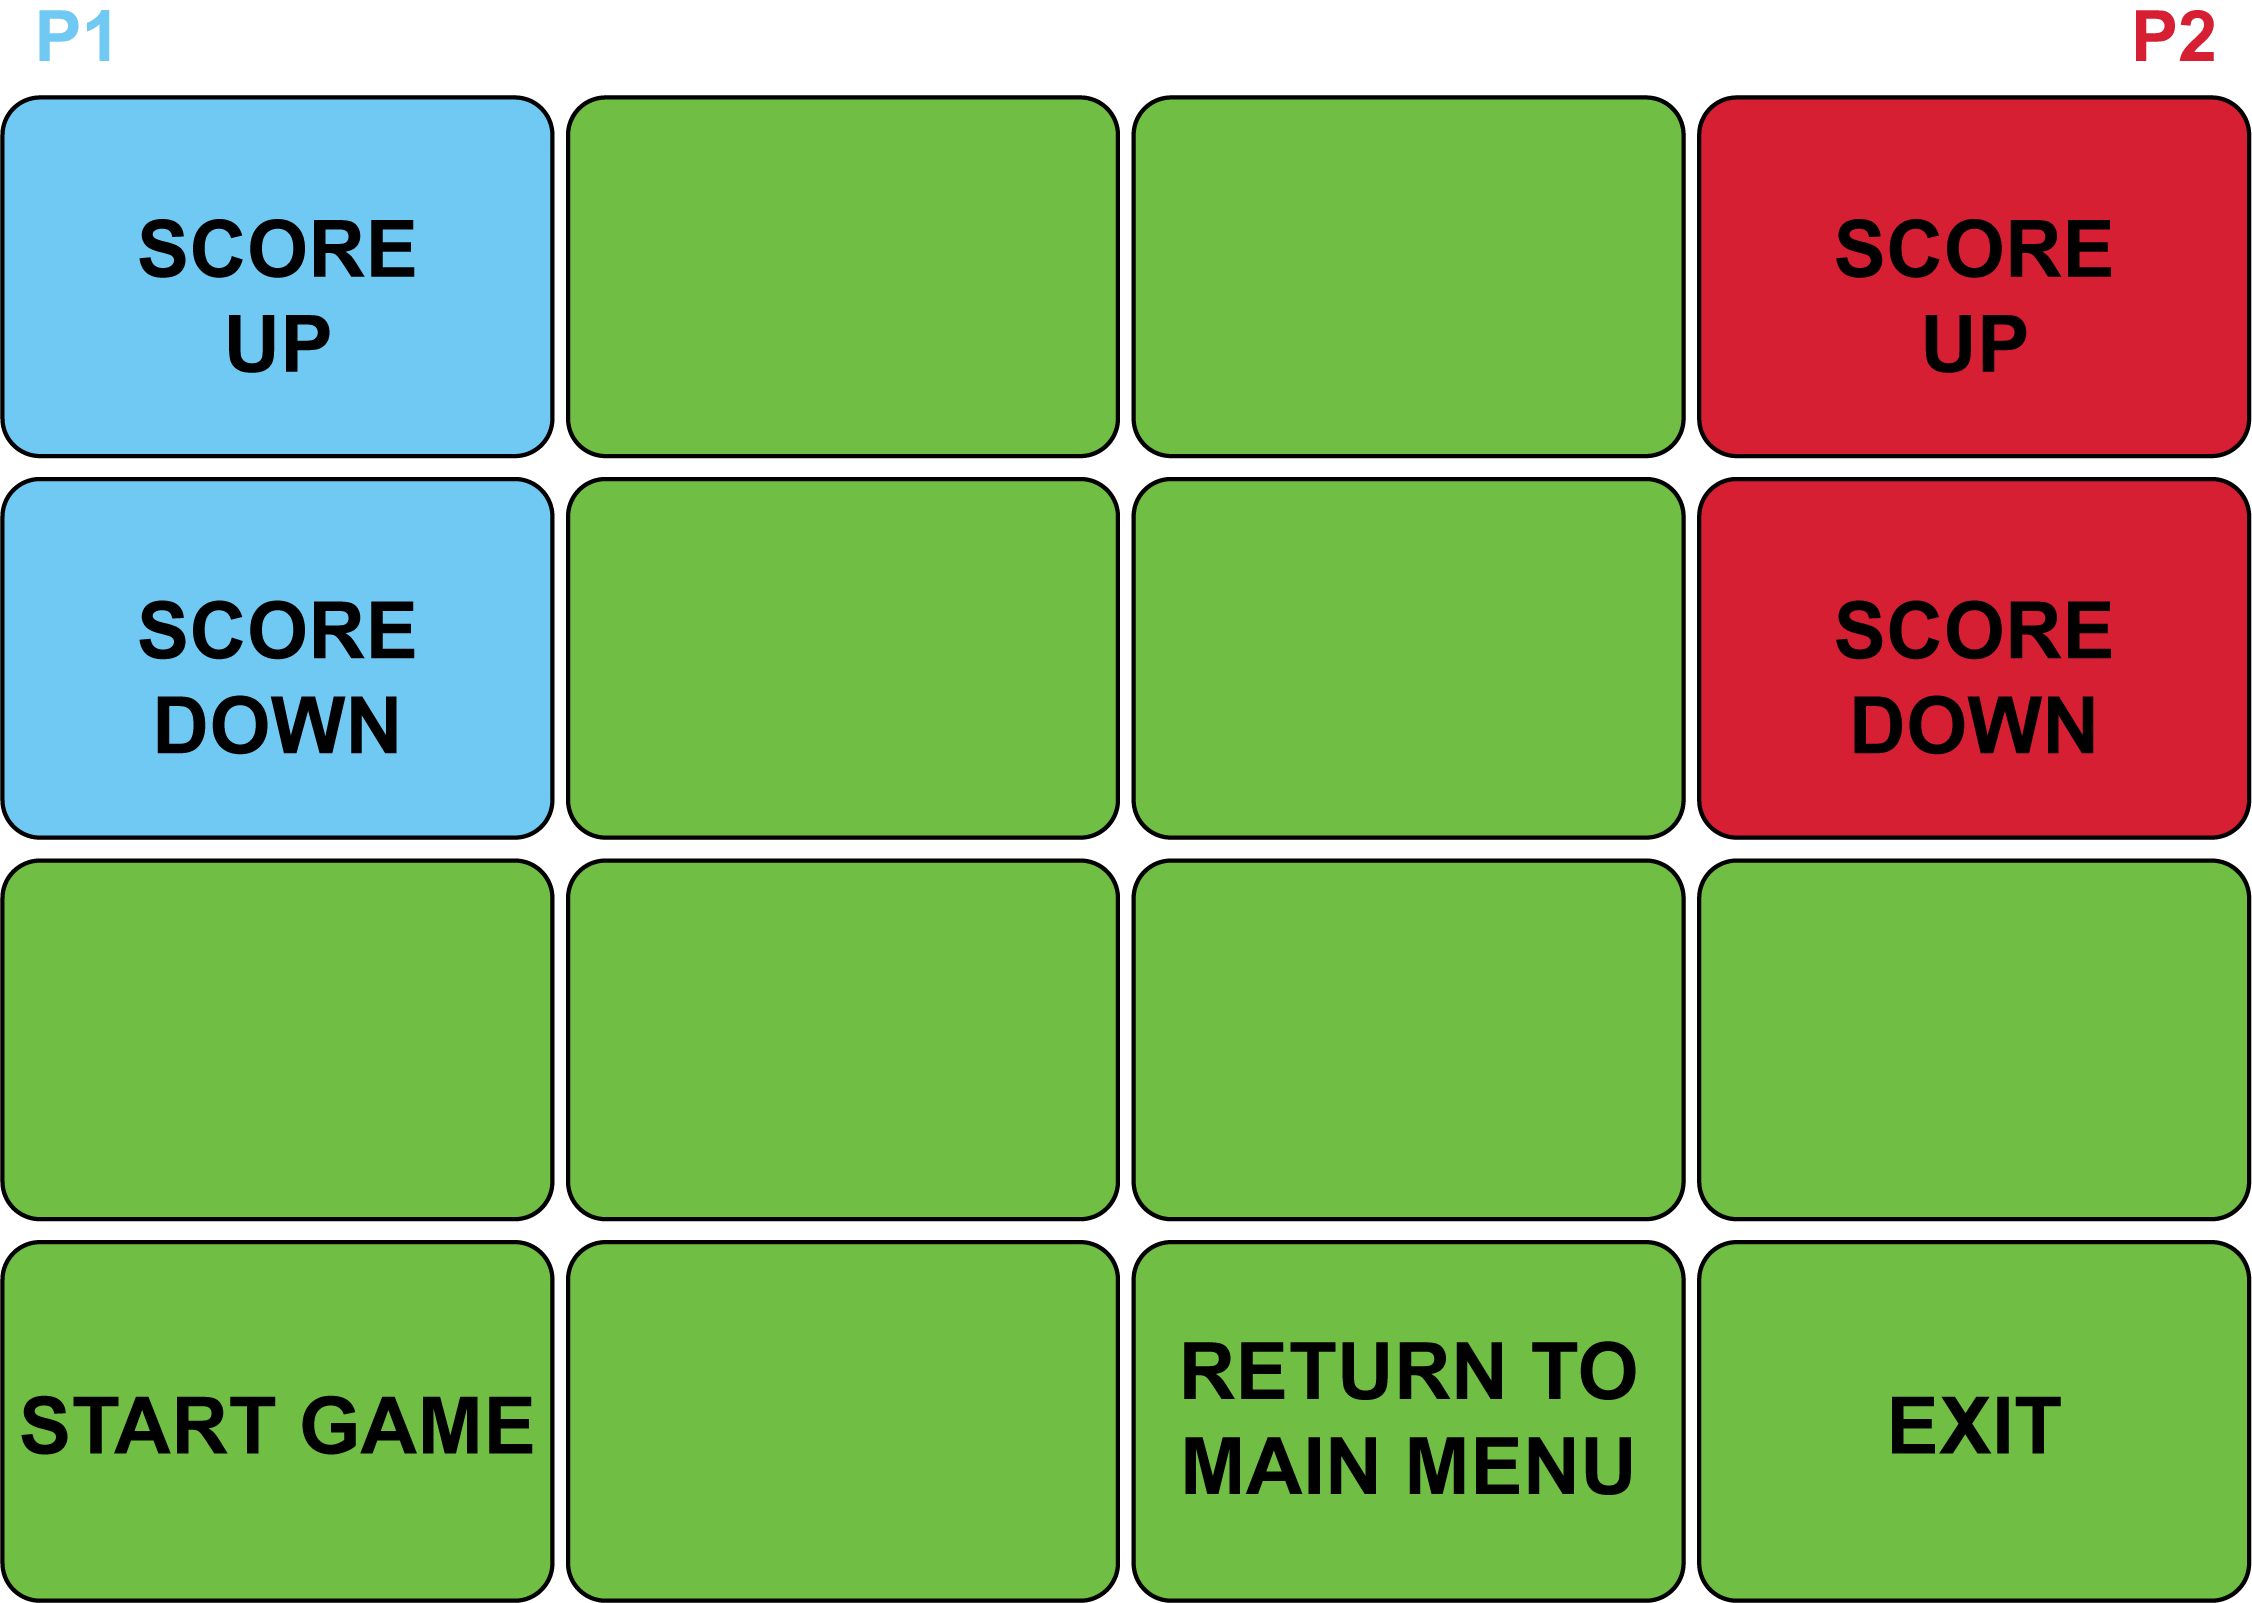 P1
P2
SCORE
UP
SCORE
UP
SCORE
DOWN
SCORE
DOWN
START GAME
RETURN TO
MAIN MENU
EXIT